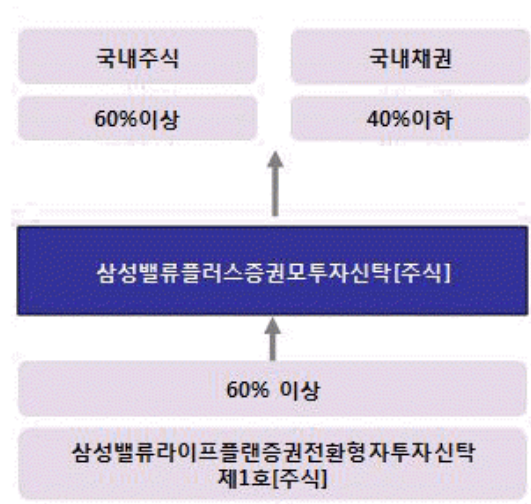 국내주식 국내채권
60%이상 40%이하
삼성밸류플러스증권모투자신탁[주식]
60% 이상
삼성밸류라이프플랜증권전환형자투자신탁
제1호[주식]